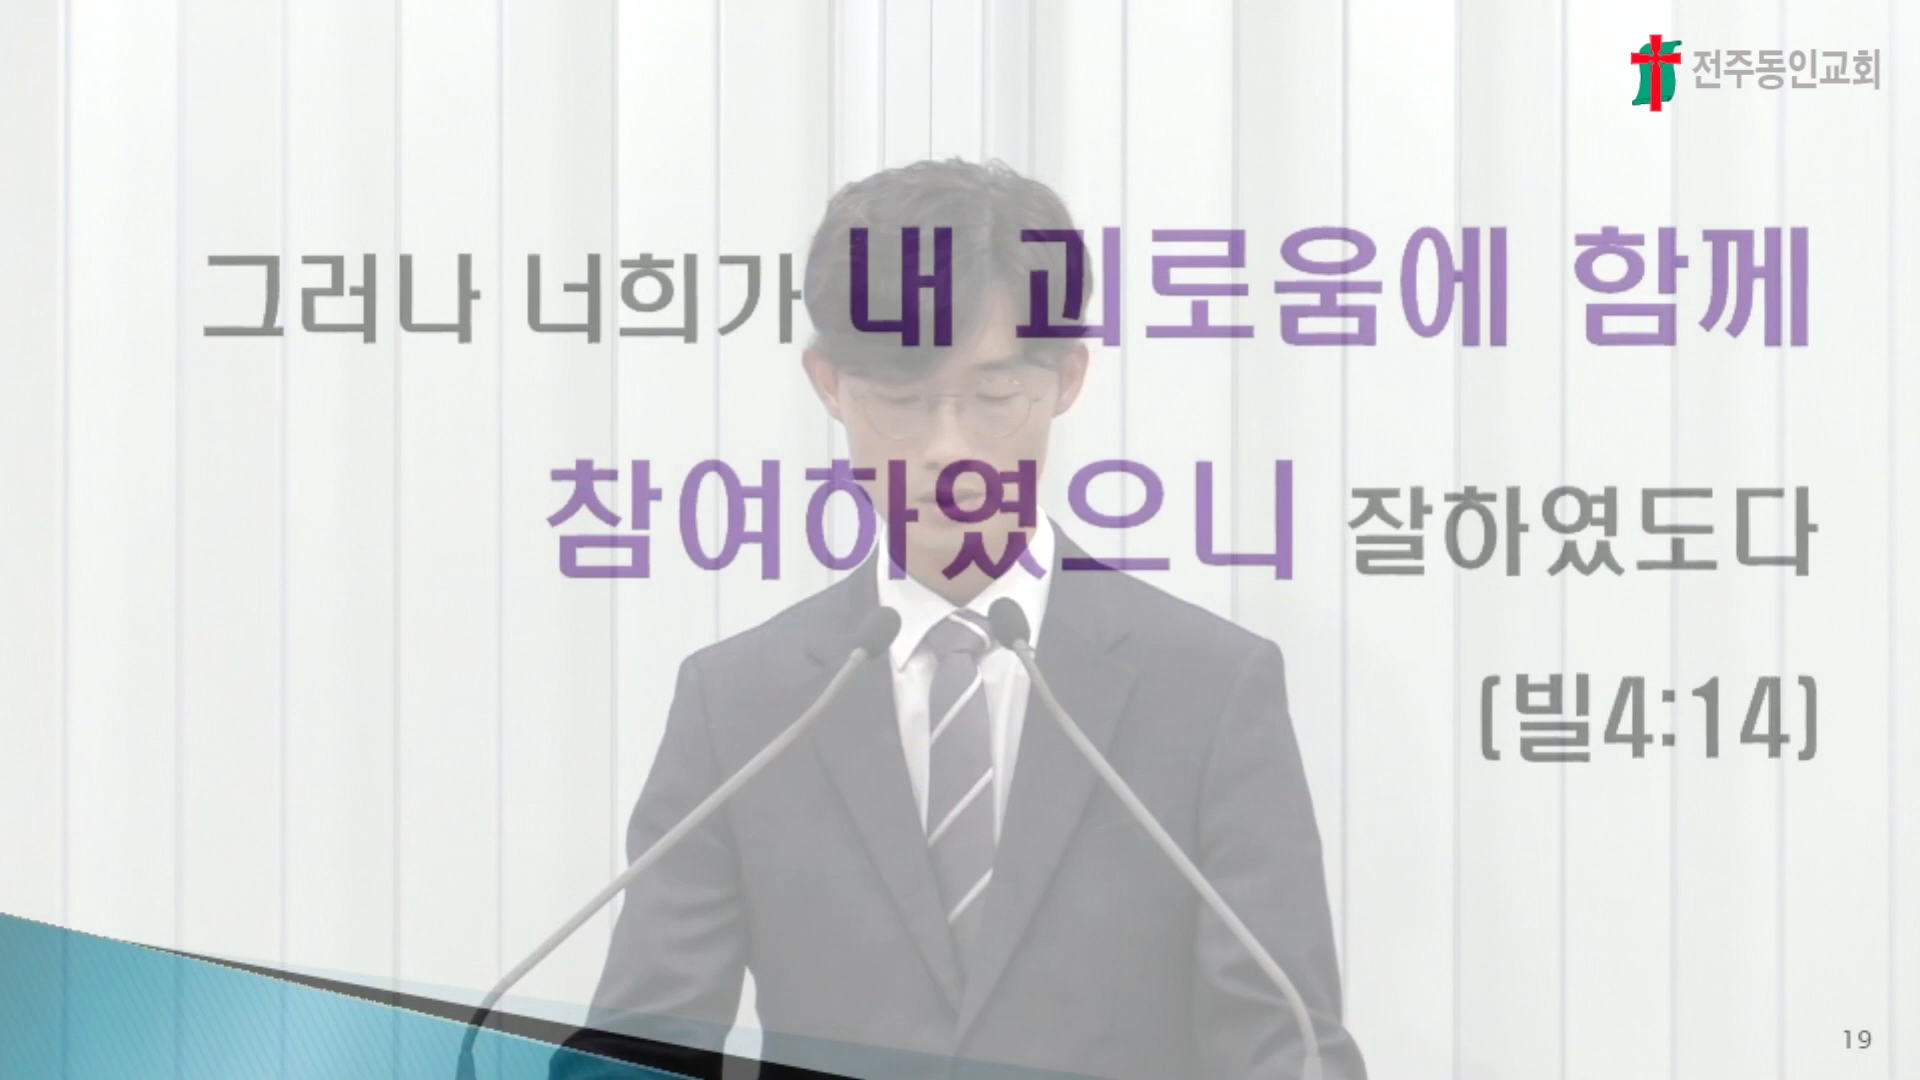 전주동인교회
그러나 너희가 내 괴로움에 함께
참여하였으니 잘하였도다
(빌4:14)
19